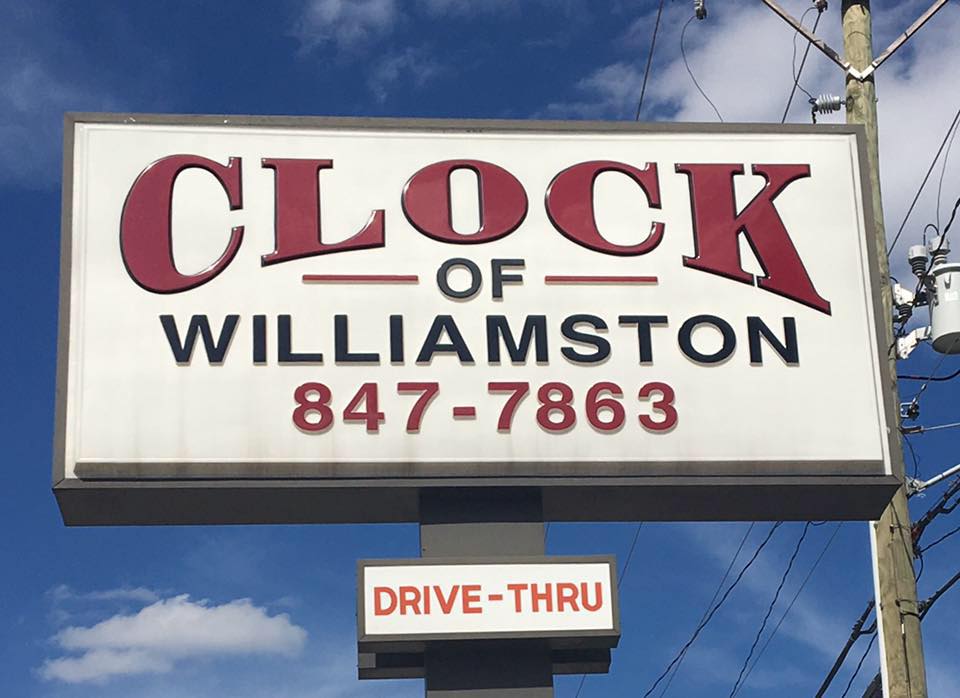 CLOCK
OF
WILLIAMSTON
847-7863
DRIVE-THRU